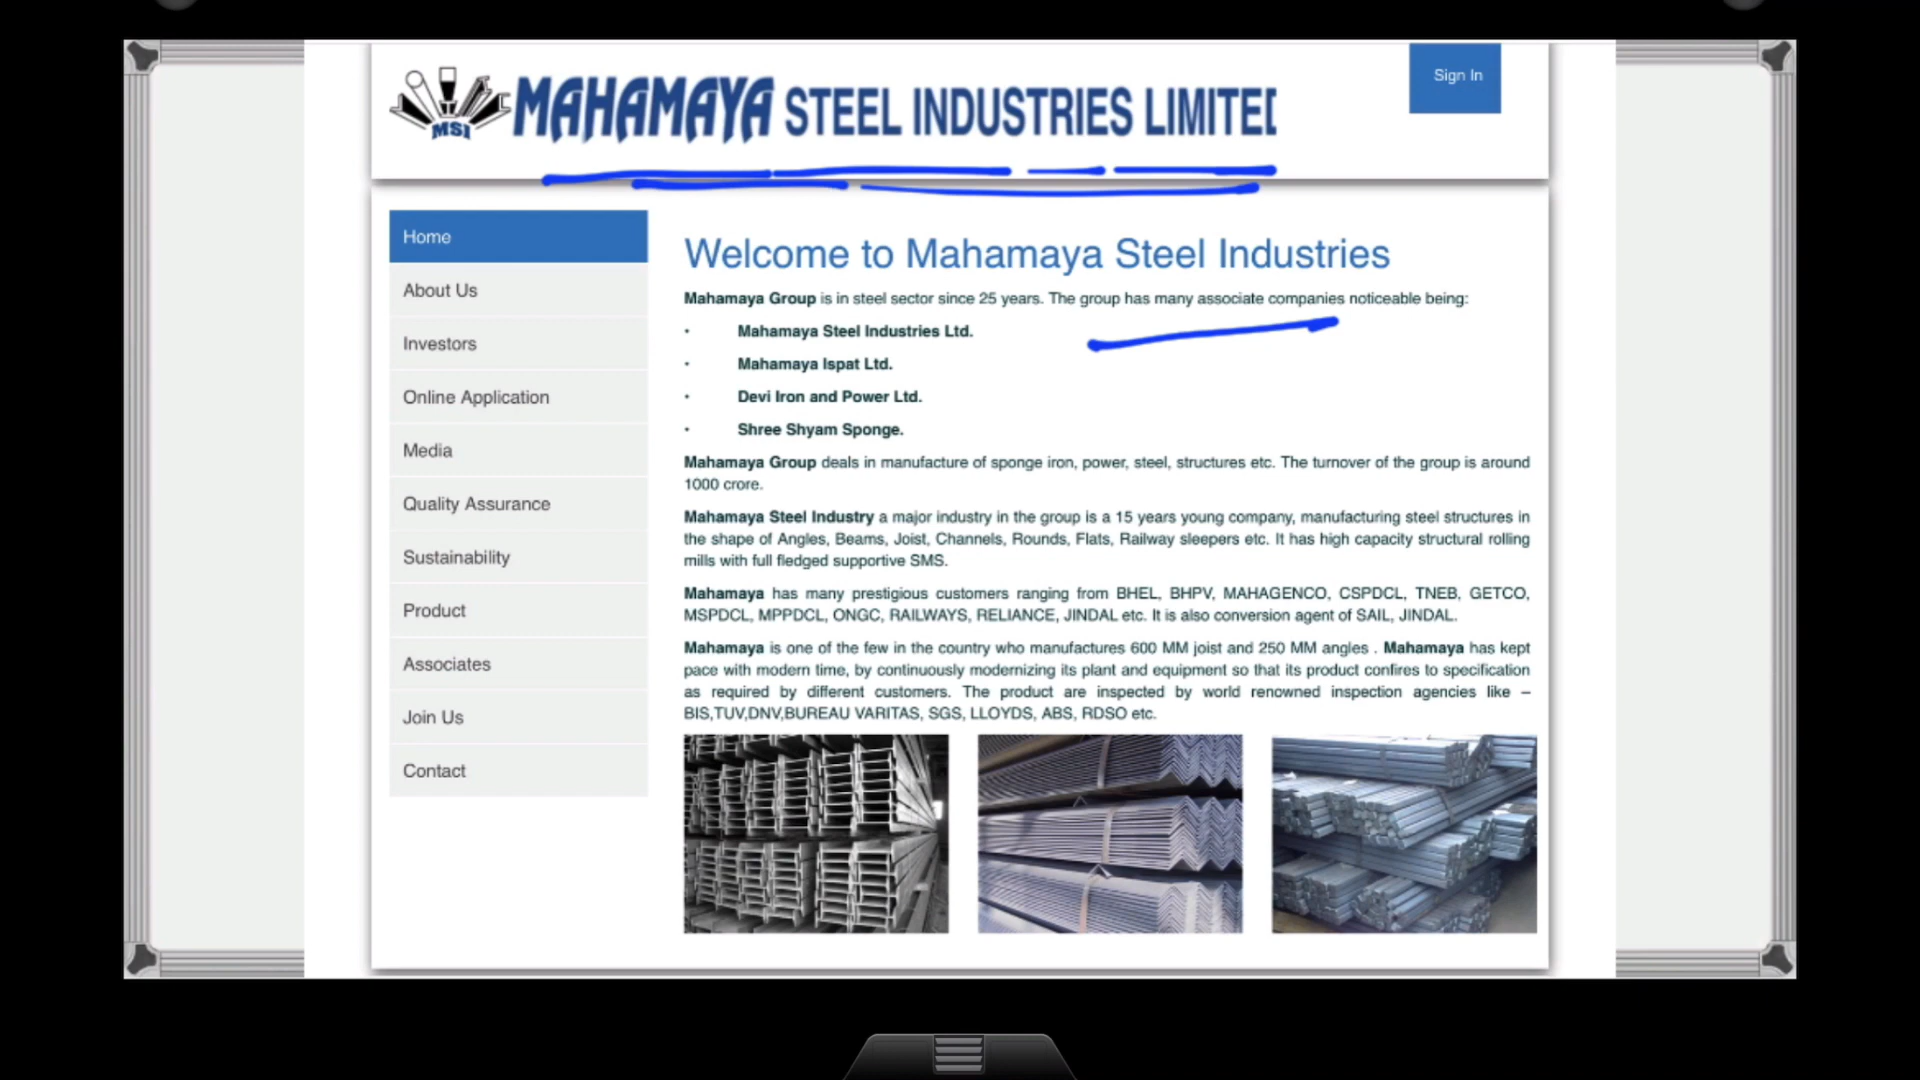 MSI
MAHAMAYA STEEL INDUSTRIES LIMITED
Sign In
Home
About Us
Investors
Online Application
Media
Quality Assurance
Sustainability
Product
Associates
Join Us
Contact
Welcome to Mahamaya Steel Industries
Mahamaya Group is in steel sector since 25 years. The group has many associate companies noticeable being:
• Mahamaya Steel Industries Ltd.
• Mahamaya Ispat Ltd.
• Devi Iron and Power Ltd.
• Shree Shyam Sponge.
Mahamaya Group deals in manufacture of sponge iron, power, steel, structures etc. The turnover of the group is around
1000 crore.
Mahamaya Steel Industry a major industry in the group is a 15 years young company, manufacturing steel structures in
the shape of Angles, Beams, Joist, Channels, Rounds, Flats, Railway sleepers etc. It has high capacity structural rolling
mills with full fledged supportive SMS.
Mahamaya has many prestigious customers ranging from BHEL, BHPV, MAHAGENCO, CSPDCL, TNEB, GETCO,
MSPDCL, MPPDCL, ONGC, RAILWAYS, RELIANCE, JINDAL etc. It is also conversion agent of SAIL, JINDAL.
Mahamaya is one of the few in the country who manufactures 600 MM joist and 250 MM angles . Mahamaya has kept
pace with modern time, by continuously modernizing its plant and equipment so that its product confires to specification
as required by different customers. The product are inspected by world renowned inspection agencies like –
BIS,TUV,DNV,BUREAU VARITAS, SGS, LLOYDS, ABS, RDSO etc.